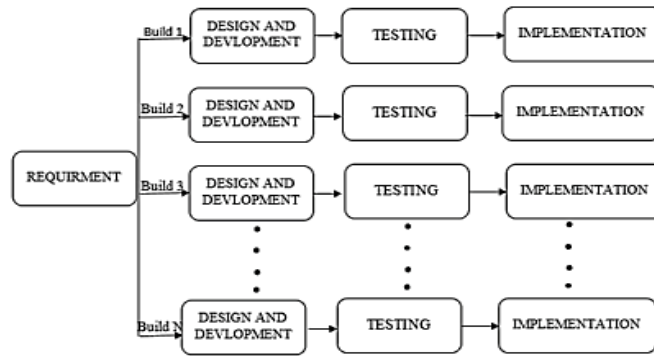 Build 1
DESIGN AND
DEVLOPMENT
TESTING
IMPLEMENTATION
Build 2
DESIGN AND
DEVLOPMENT
TESTING
IMPLEMENTATION
REQUIRMENT
Build 3
DESIGN AND
DEVLOPMENT
TESTING
IMPLEMENTATION
Build N
DESIGN AND
DEVLOPMENT
TESTING
IMPLEMENTATION